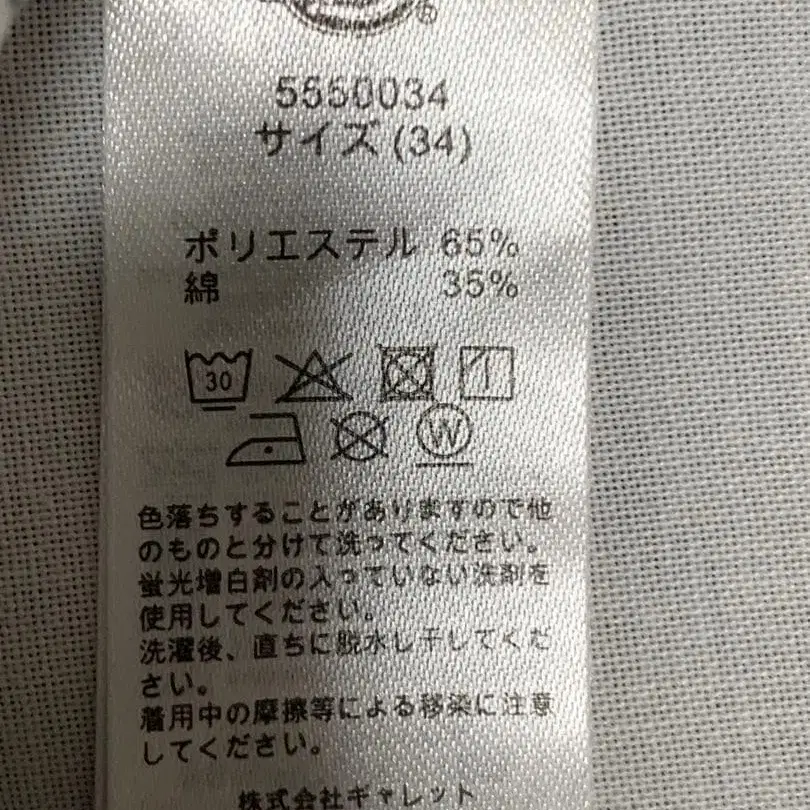 ®
5550034
サイズ(34)
ポリエステル 65%
綿 35%
30
W
色落ちすることがありますので他
のものと分けて洗ってください。
蛍光増白剤の入っていない洗剤を
使用してください。
洗濯後、直ちに脱水し干してくだ
さい。
着用中の摩擦等による移染に注意
してください。
株式会社ギャレット